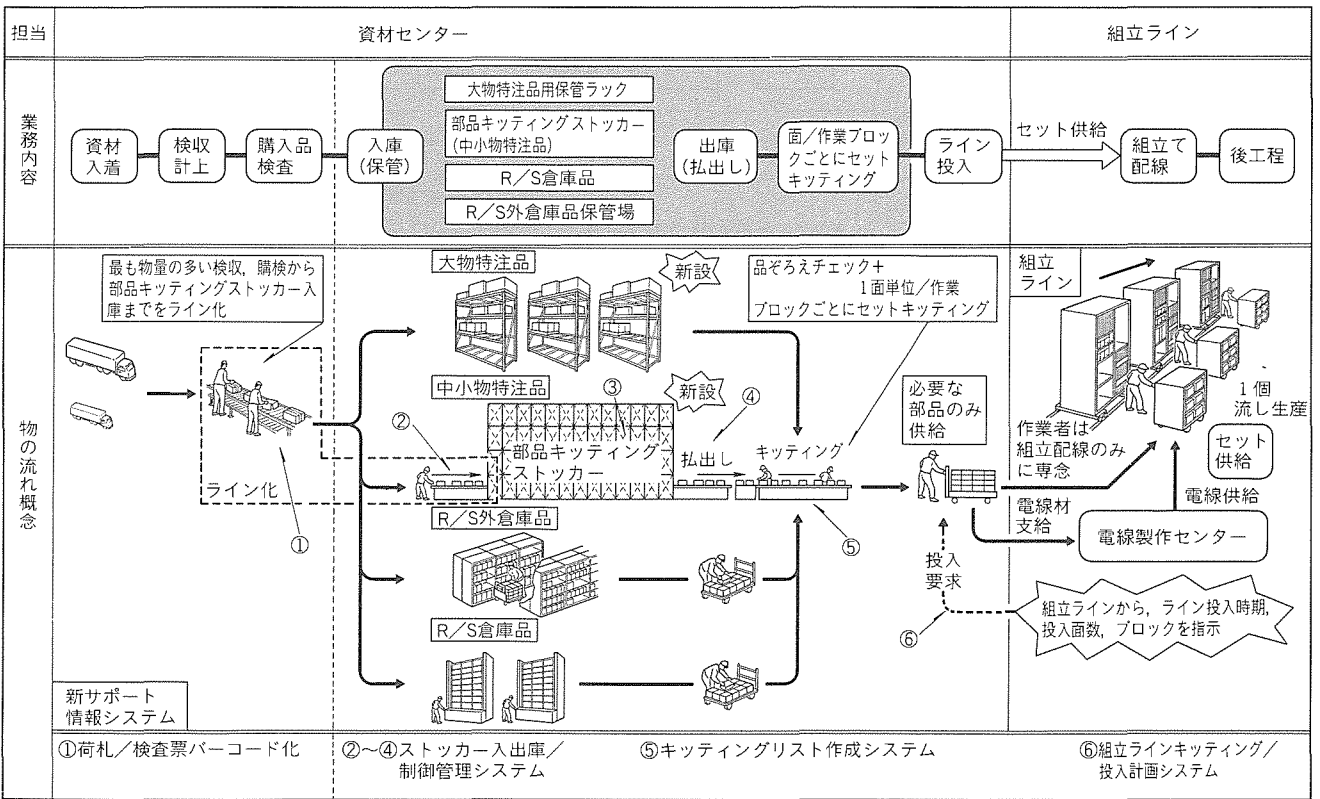 担当
資材センター
組立ライン
業務内容
資材
入着
検収
計上
購入品
検査
入庫
(保管)
大物特注品用保管ラック
部品キッティングストッカー
(中小物特注品)
R/S倉庫品
R/S外倉庫品保管場
出庫
(払出し)
面/作業ブロッ
クごとにセット
キッティング
ライン
投入
セット供給
組立て
配線
後工程
物の流れ概念
最も物量の多い検収,購検から
部品キッティングストッカー入
庫までをライン化
大物特注品
新設
品ぞろえチェック+
1面単位/作業
ブロックごとにセットキッティング
組立
ライン
中小物特注品
新設
③
④
②
部品キッティング
ストッカー
払出し
キッティング
必要な
部品のみ
供給
1個
流し生産
作業者は
組立配線のみ
に専念
セット
供給
ライン化
①
R/S外倉庫品
⑤
電線材
支給
電線供給
電線製作センター
投入
要求
組立ラインから,ライン投入時期,
投入面数,ブロックを指示
⑥
R/S倉庫品
新サポート
情報システム
①荷札/検査票バーコード化
②~④ストッカー入出庫/
制御管理システム
⑤キッティングリスト作成システム
⑥組立ラインキッティング/
投入計画システム